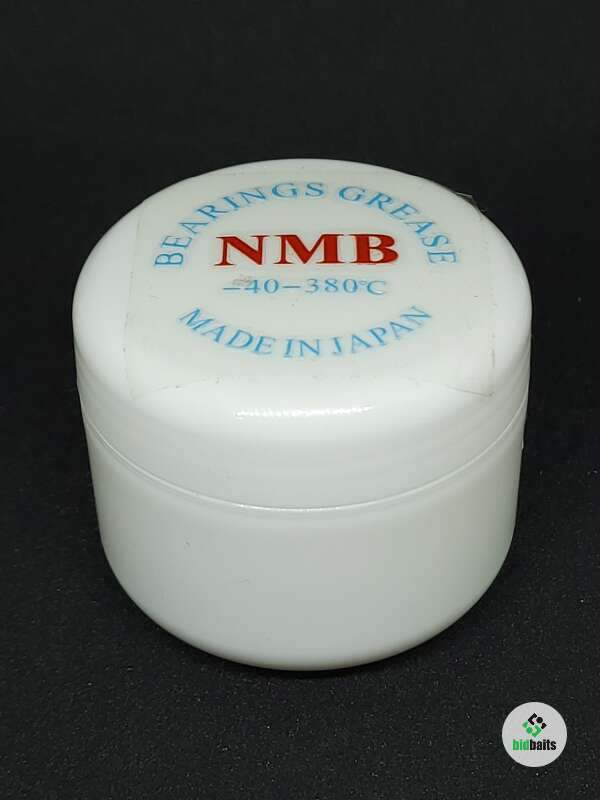 BEARINGS GREASE
NMB
-40-380℃
MADE IN JAPAN
bidbaits